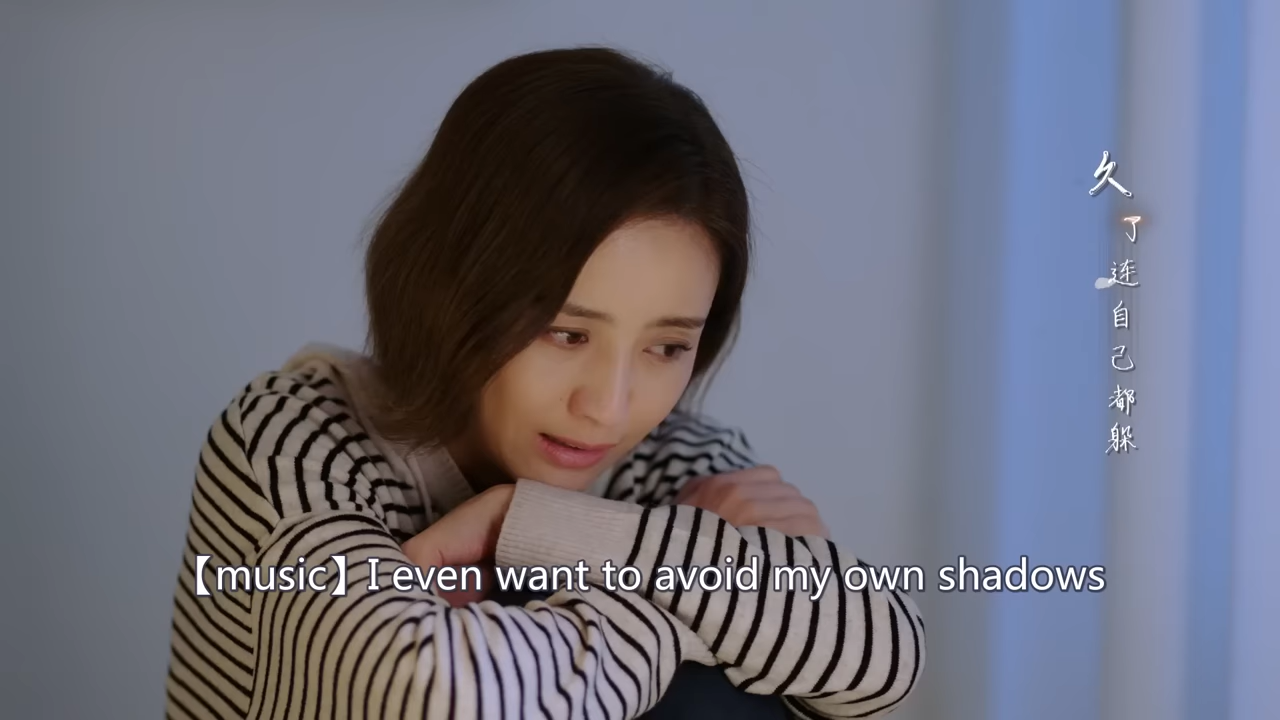 久了连自己都躲
【music】I even want to avoid my own shadows